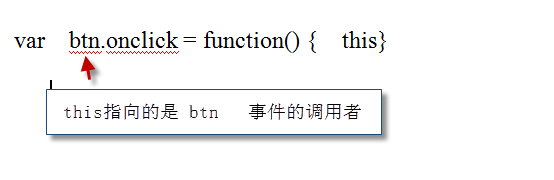 var    btn.onclick = function() {    this}
this指向的是 btn   事件的调用者